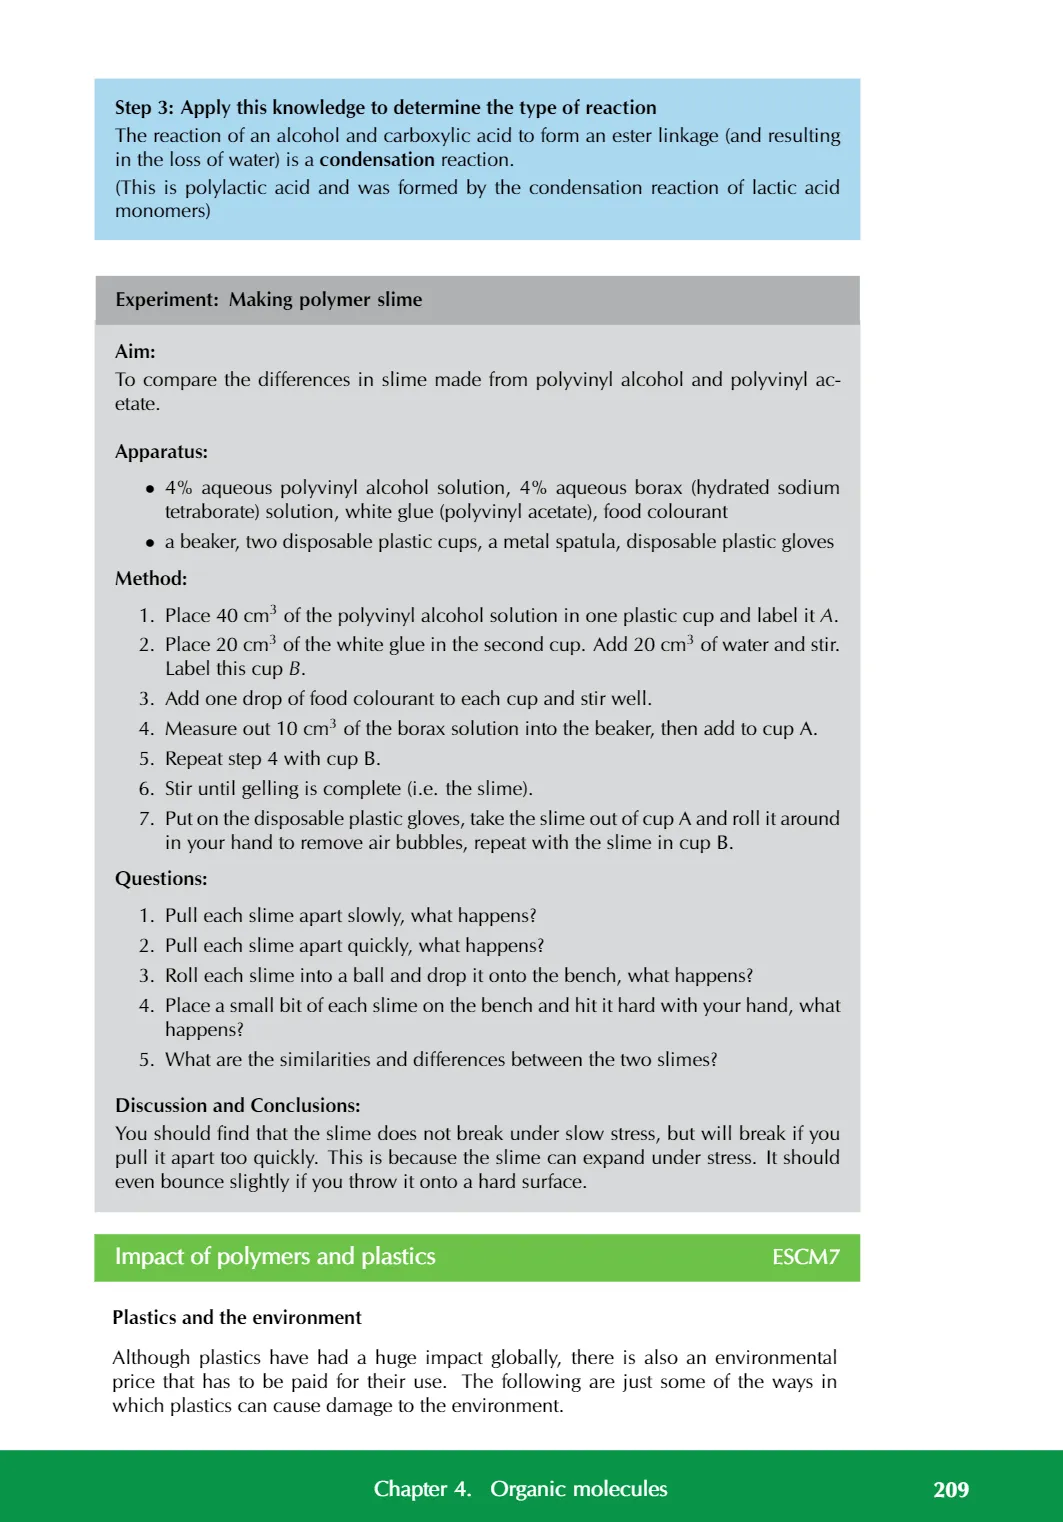 Step 3: Apply this knowledge to determine the type of reaction
The reaction of an alcohol and carboxylic acid to form an ester linkage (and resulting
in the loss of water) is a condensation reaction.
(This is polylactic acid and was formed by the condensation reaction of lactic acid
monomers)
Experiment: Making polymer slime
Aim:
To compare the differences in slime made from polyvinyl alcohol and polyvinyl ac-
etate.
Apparatus:
• 4% aqueous polyvinyl alcohol solution, 4% aqueous borax (hydrated sodium
tetraborate) solution, white glue (polyvinyl acetate), food colourant
• a beaker, two disposable plastic cups, a metal spatula, disposable plastic gloves
Method:
1. Place 40 cm³ of the polyvinyl alcohol solution in one plastic cup and label it A.
2. Place 20 cm³ of the white glue in the second cup. Add 20 cm³ of water and stir.
Label this cup B.
3. Add one drop of food colourant to each cup and stir well.
4. Measure out 10 cm³ of the borax solution into the beaker, then add to cup A.
5. Repeat step 4 with cup B.
6. Stir until gelling is complete (i.e. the slime).
7. Put on the disposable plastic gloves, take the slime out of cup A and roll it around
in your hand to remove air bubbles, repeat with the slime in cup B.
Questions:
1. Pull each slime apart slowly, what happens?
2. Pull each slime apart quickly, what happens?
3. Roll each slime into a ball and drop it onto the bench, what happens?
4. Place a small bit of each slime on the bench and hit it hard with your hand, what
happens?
5. What are the similarities and differences between the two slimes?
Discussion and Conclusions:
You should find that the slime does not break under slow stress, but will break if you
pull it apart too quickly. This is because the slime can expand under stress. It should
even bounce slightly if you throw it onto a hard surface.
Impact of polymers and plastics ESCM7
Plastics and the environment
Although plastics have had a huge impact globally, there is also an environmental
price that has to be paid for their use. The following are just some of the ways in
which plastics can cause damage to the environment.
Chapter 4. Organic molecules 209